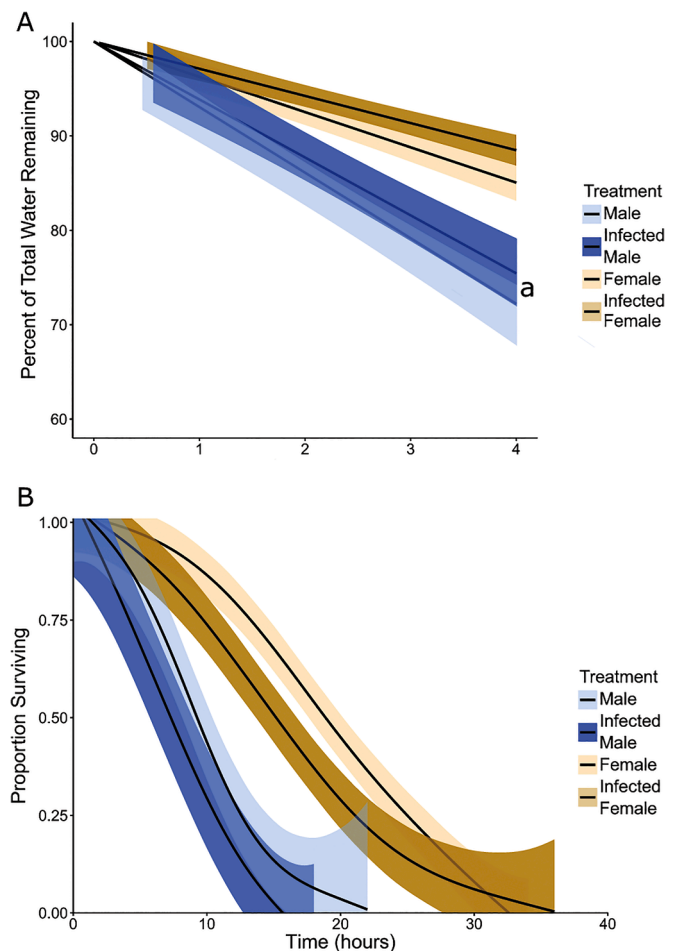 A
Percent of Total Water Remaining
100
90
80
70
60
0 1 2 3 4
a
Treatment
Male
Infected
Male
Female
Infected
Female
B
Proportion Surviving
1.00
0.75
0.50
0.25
0.00
0 10 20 30 40
Time (hours)
Treatment
Male
Infected
Male
Female
Infected
Female